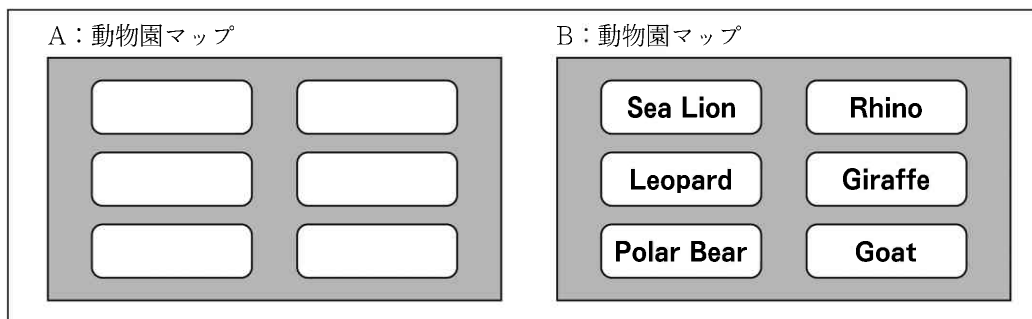 A：動物園マップ
B：動物園マップ
Sea Lion
Rhino
Leopard
Giraffe
Polar Bear
Goat